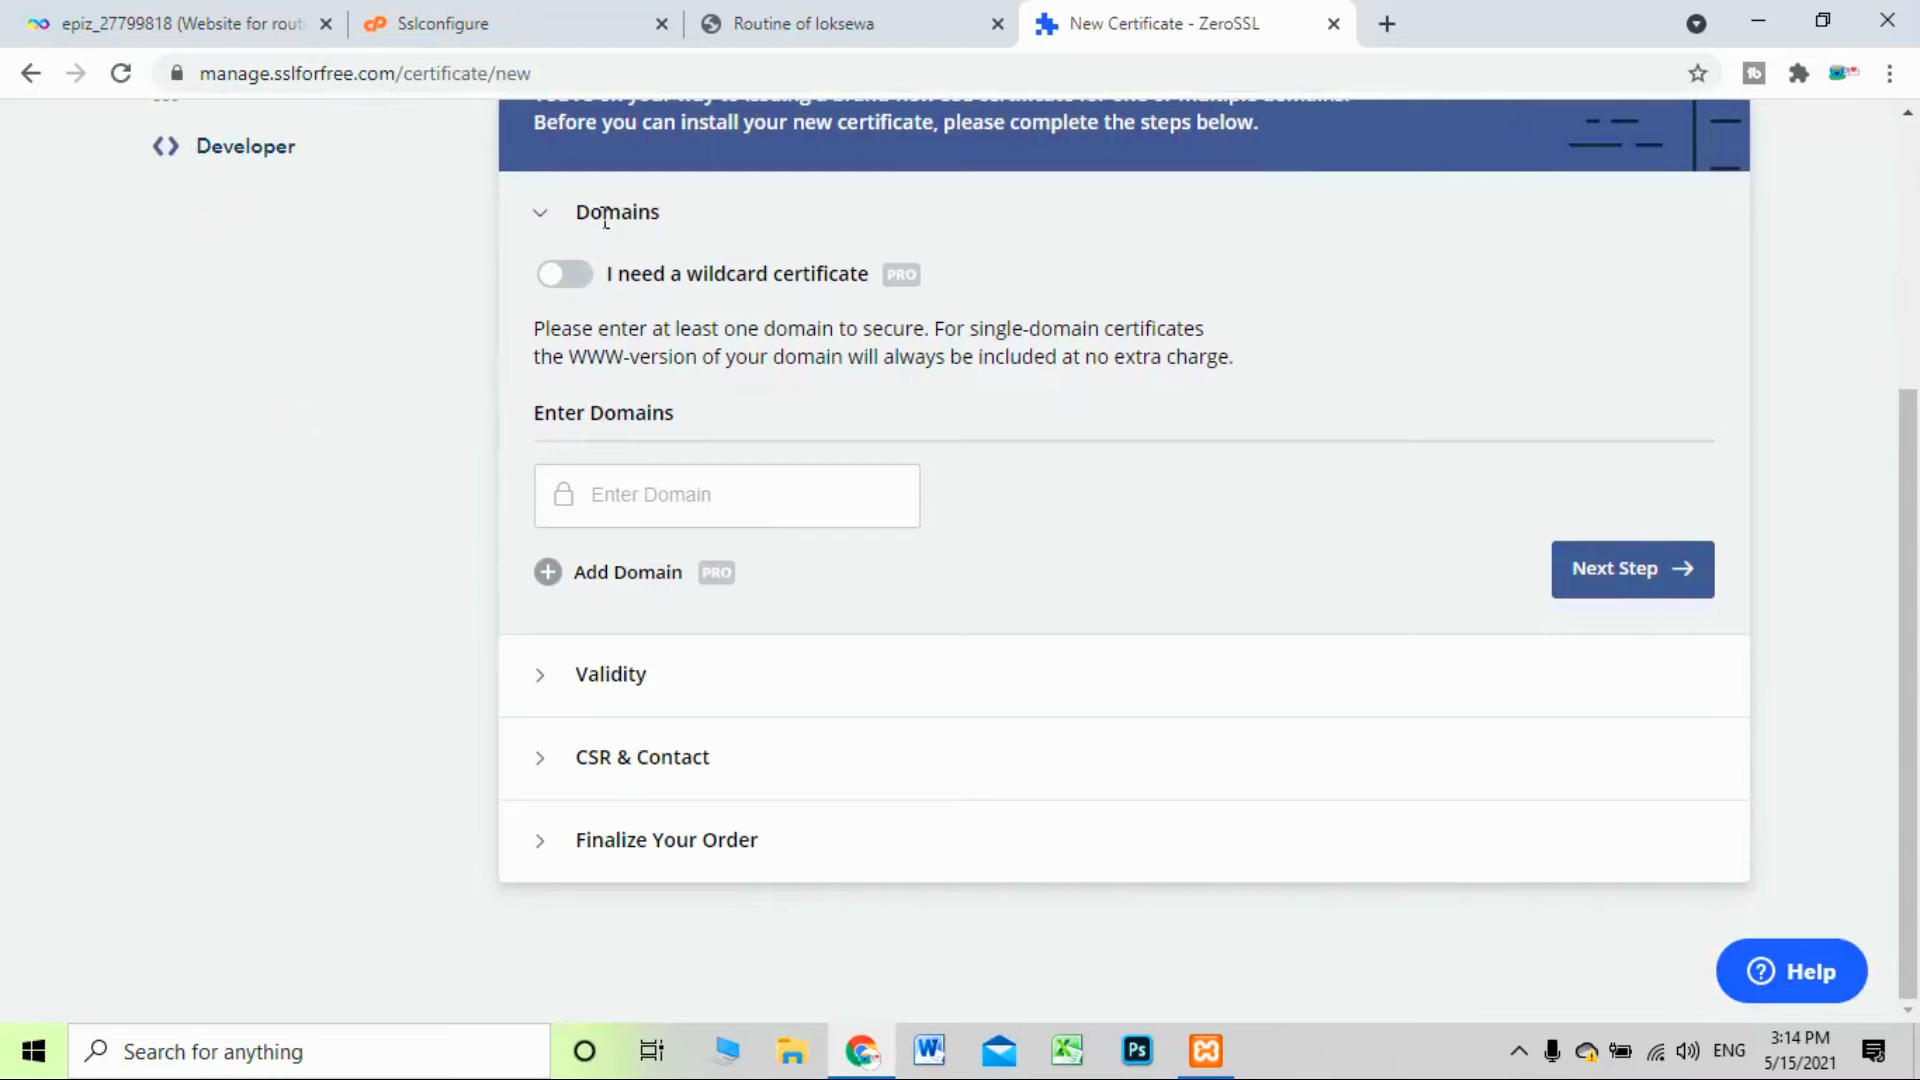 epiz_27799818 (Website for rout
Sslconfigure
Routine of loksewa
New Certificate - ZeroSSL
manage.sslforfree.com/certificate/new
Developer
Before you can install your new certificate, please complete the steps below.
Domains
I need a wildcard certificate PRO
Please enter at least one domain to secure. For single-domain certificates
the WWW-version of your domain will always be included at no extra charge.
Enter Domains
Enter Domain
Add Domain PRO
Next Step
Validity
CSR & Contact
Finalize Your Order
Help
Search for anything
ENG
3:14 PM
5/15/2021